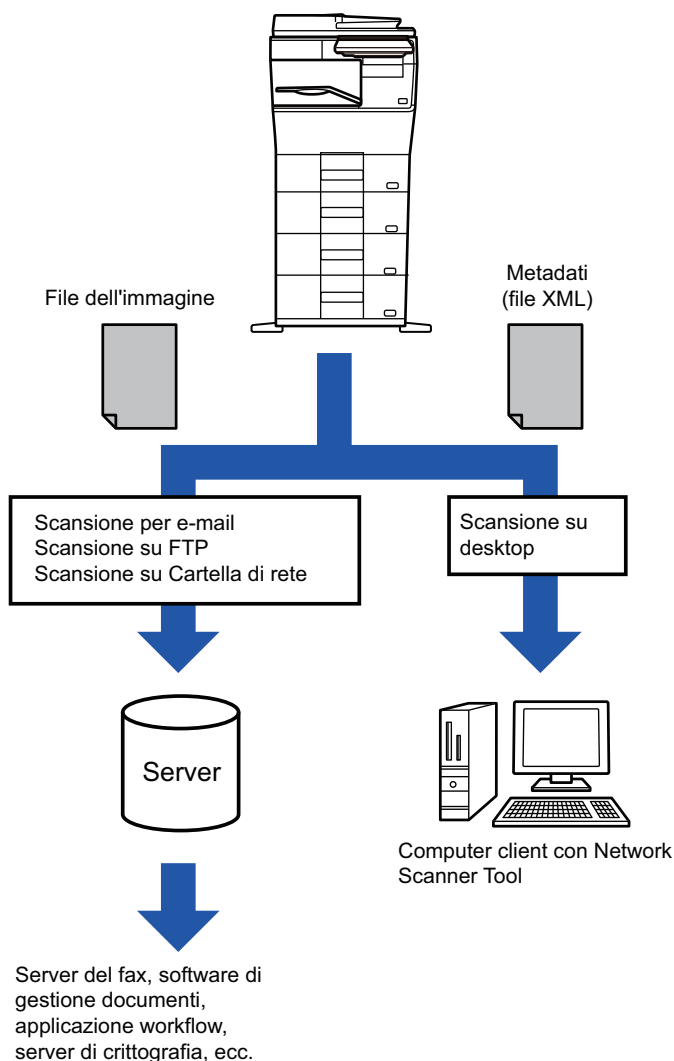 File dell'immagine
Metadati
(file XML)
Scansione per e-mail
Scansione su FTP
Scansione su Cartella di rete
Scansione su
desktop
Server
Computer client con Network
Scanner Tool
Server del fax, software di
gestione documenti,
applicazione workflow,
server di crittografia, ecc.